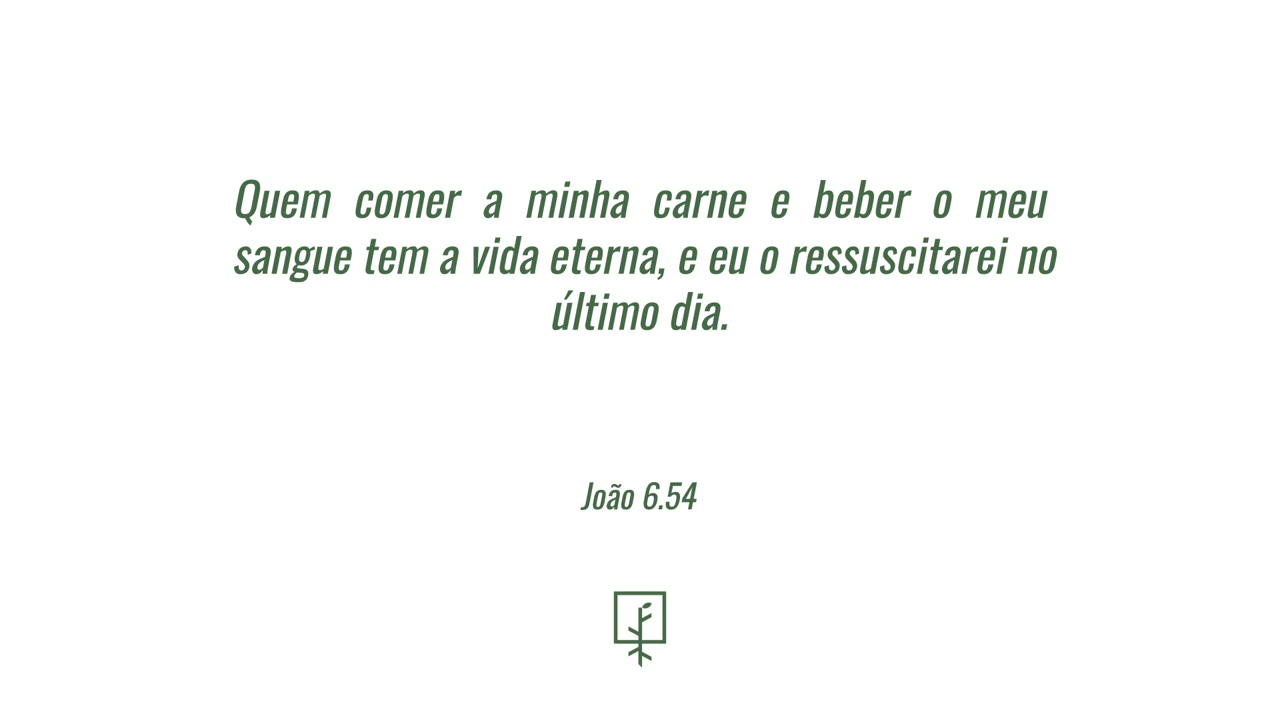 Quem comer a minha carne e beber o meu
sangue tem a vida eterna, e eu o ressuscitarei no
último dia.
João 6.54